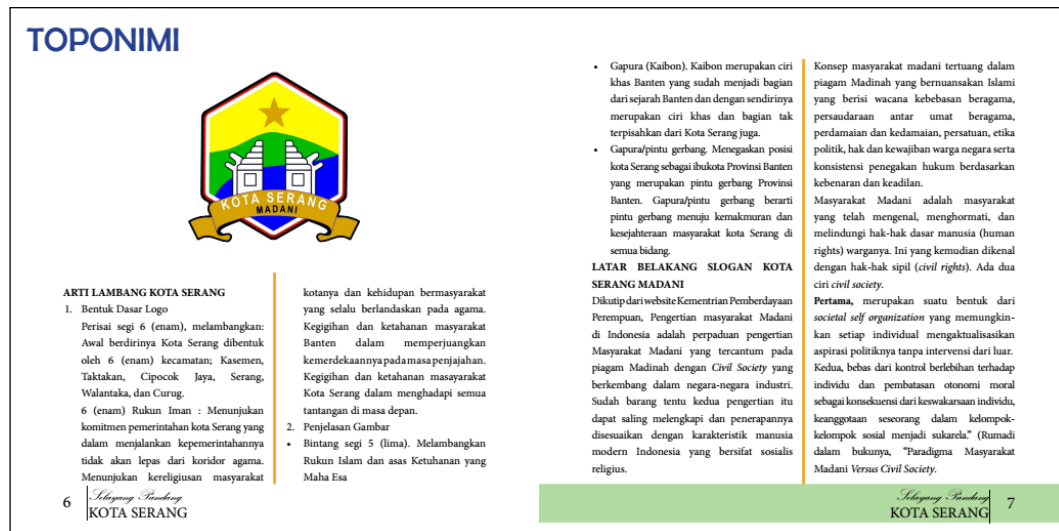 TOPONIMI
KOTA SERANG
MADANI
ARTI LAMBANG KOTA SERANG
1. Bentuk Dasar Logo
Perisai segi 6 (enam), melambangkan:
Awal berdirinya Kota Serang dibentuk
oleh 6 (enam) kecamatan; Kasemen,
Taktakan, Cipocok Jaya, Serang,
Walantaka, dan Curug.
6 (enam) Rukun Iman : Menunjukan
komitmen pemerintahan kota Serang yang
dalam menjalankan kepemerintahannya
tidak akan lepas dari koridor agama.
Menunjukan kereligiusan masyarakat
kotanya dan kehidupan bermasyarakat
yang selalu berlandaskan pada agama.
Kegigihan dan ketahanan masyarakat
Banten dalam memperjuangkan
kemerdekaannya pada masa penjajahan.
Kegigihan dan ketahanan masayarakat
Kota Serang dalam menghadapi semua
tantangan di masa depan.
2. Penjelasan Gambar
• Bintang segi 5 (lima). Melambangkan
Rukun Islam dan asas Ketuhanan yang
Maha Esa
6 Selayang Pandang
KOTA SERANG
• Gapura (Kaibon). Kaibon merupakan ciri
khas Banten yang sudah menjadi bagian
dari sejarah Banten dan dengan sendirinya
merupakan ciri khas dan bagian tak
terpisahkan dari Kota Serang juga.
• Gapura/pintu gerbang. Menegaskan posisi
kota Serang sebagai ibukota Provinsi Banten
yang merupakan pintu gerbang Provinsi
Banten. Gapura/pintu gerbang berarti
pintu gerbang menuju kemakmuran dan
kesejahteraan masyarakat kota Serang di
semua bidang.
LATAR BELAKANG SLOGAN KOTA
SERANG MADANI
Dikutip dari website Kementrian Pemberdayaan
Perempuan, Pengertian masyarakat Madani
di Indonesia adalah perpaduan pengertian
Masyarakat Madani yang tercantum pada
piagam Madinah dengan Civil Society yang
berkembang dalam negara-negara industri.
Sudah barang tentu kedua pengertian itu
dapat saling melengkapi dan penerapannya
disesuaikan dengan karakteristik manusia
modern Indonesia yang bersifat sosialis
religius.
Konsep masyarakat madani tertuang dalam
piagam Madinah yang bernuansakan Islami
yang berisi wacana kebebasan beragama,
persaudaraan antar umat beragama,
perdamaian dan kedamaian, persatuan, etika
politik, hak dan kewajiban warga negara serta
konsistensi penegakan hukum berdasarkan
kebenaran dan keadilan.
Masyarakat Madani adalah masyarakat
yang telah mengenal, menghormati, dan
melindungi hak-hak dasar manusia (human
rights) warganya. Ini yang kemudian dikenal
dengan hak-hak sipil (civil rights). Ada dua
ciri civil society.
Pertama, merupakan suatu bentuk dari
societal self organization yang memungkin-
kan setiap individual mengaktualisasikan
aspirasi politiknya tanpa intervensi dari luar.
Kedua, bebas dari kontrol berlebihan terhadap
individu dan pembatasan otonomi moral
sebagai konsekuensi dari keswakarsaan individu,
keanggotaan seseorang dalam kelompok-
kelompok sosial menjadi sukarela.” (Rumadi
dalam bukunya, “Paradigma Masyarakat
Madani Versus Civil Society.
Selayang Pandang
KOTA SERANG 7